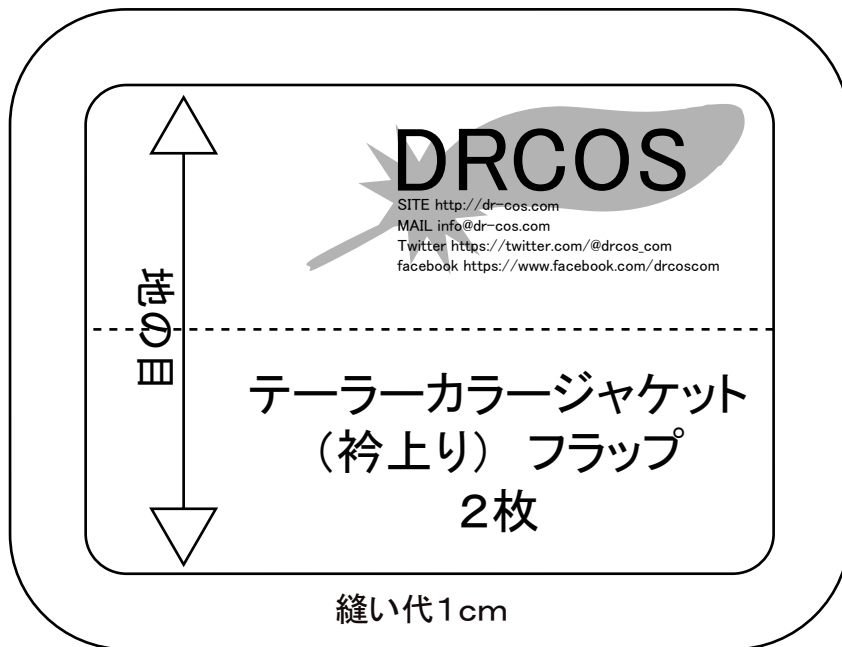 DRCOS
SITE http://dr-cos.com
MAIL info@dr-cos.com
Twitter https://twitter.com/@drcos_com
facebook https://www.facebook.com/drcoscom
地の目
テーラーカラージャケット
（衿上り） フラップ
２枚
縫い代１cm